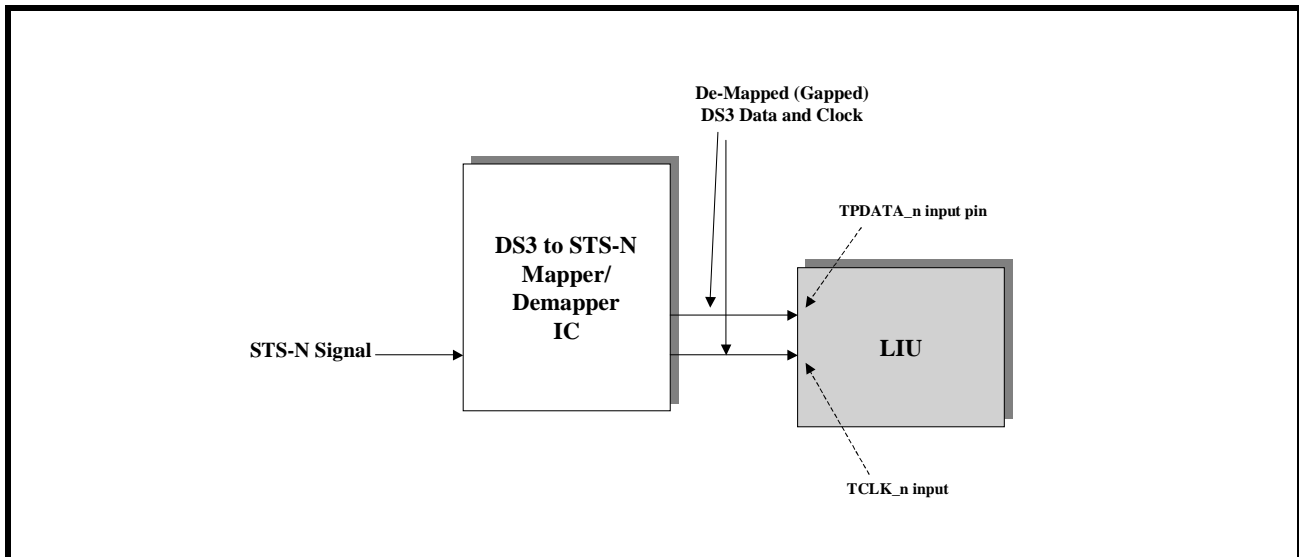 De-Mapped (Gapped)
DS3 Data and Clock
TPDATA_n input pin
DS3 to STS-N
Mapper/
Demapper
IC
STS-N Signal
LIU
TCLK_n input